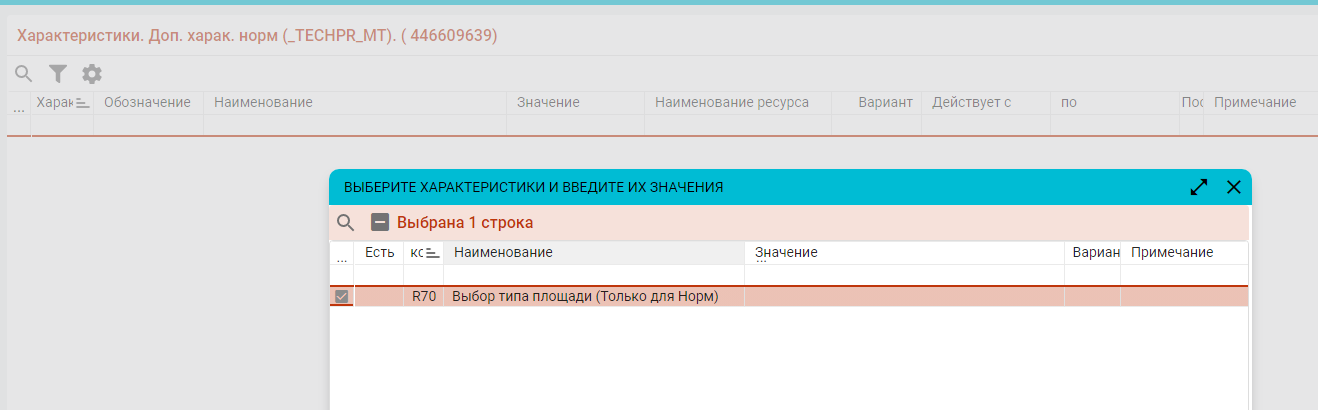 Характеристики. Доп. харак. норм (_TECHPR_MT). ( 446609639)
... Харак Обозначение Наименование Значение Наименование ресурса Вариант Действует с по Пос Примечание
ВЫБЕРИТЕ ХАРАКТЕРИСТИКИ И ВВЕДИТЕ ИХ ЗНАЧЕНИЯ
Выбрана 1 строка
... Есть кс Наименование Значение ... Вариан Примечание
R70 Выбор типа площади (Только для Норм)